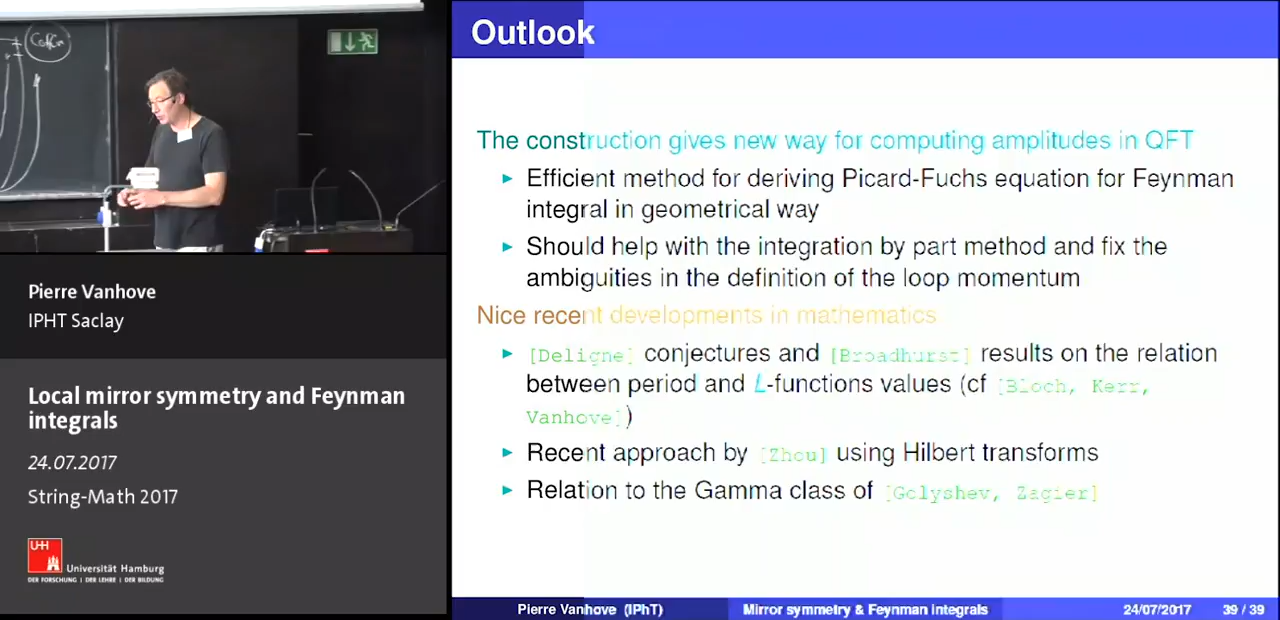 Outlook
The construction gives new way for computing amplitudes in QFT
▸ Efficient method for deriving Picard-Fuchs equation for Feynman
integral in geometrical way
▸ Should help with the integration by part method and fix the
ambiguities in the definition of the loop momentum
Nice recent developments in mathematics
▸ [Deligne] conjectures and [Broadhurst] results on the relation
between period and L-functions values (cf [Bloch, Kerr,
Vanhove])
▸ Recent approach by [Zhou] using Hilbert transforms
▸ Relation to the Gamma class of [Golyshev, Zagier]
Pierre Vanhove (IPhT) Mirror symmetry & Feynman integrals 24/07/2017 39 / 39
Pierre Vanhove
IPHT Saclay
Local mirror symmetry and Feynman
integrals
24.07.2017
String-Math 2017
UHH
Universität Hamburg
DER FORSCHUNG | DER LEHRE | DER BILDUNG